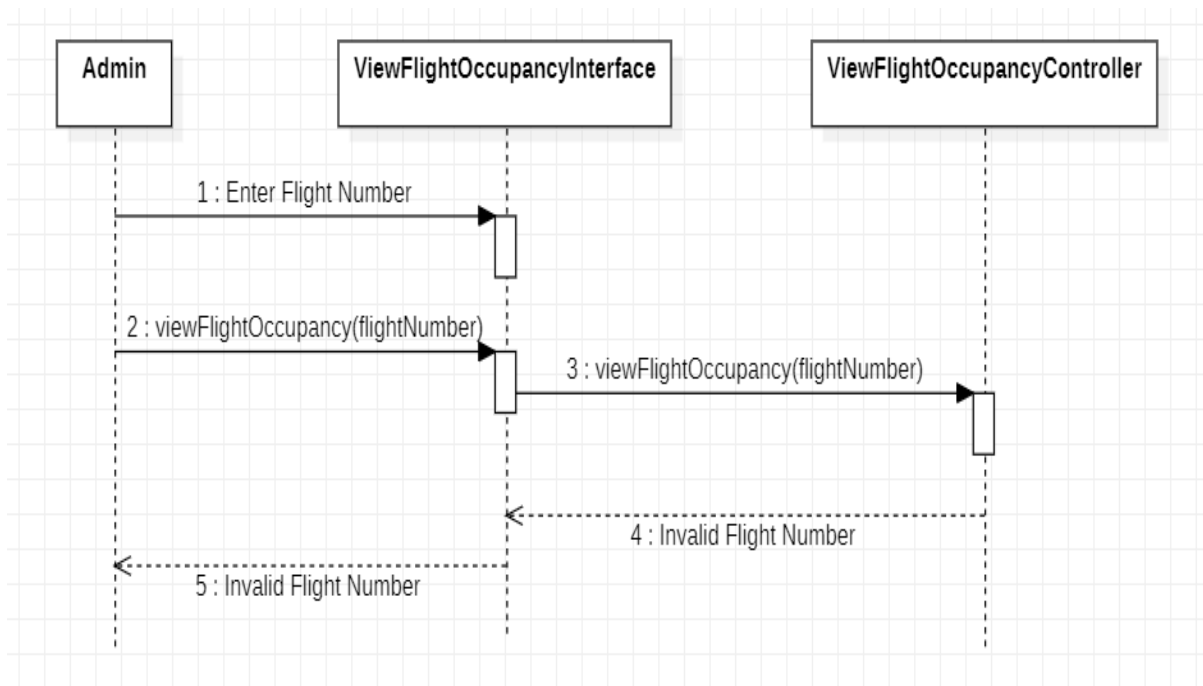 Admin
ViewFlightOccupancyInterface
ViewFlightOccupancyController
1 : Enter Flight Number
2 : viewFlightOccupancy(flightNumber)
3 : viewFlightOccupancy(flightNumber)
4 : Invalid Flight Number
5 : Invalid Flight Number